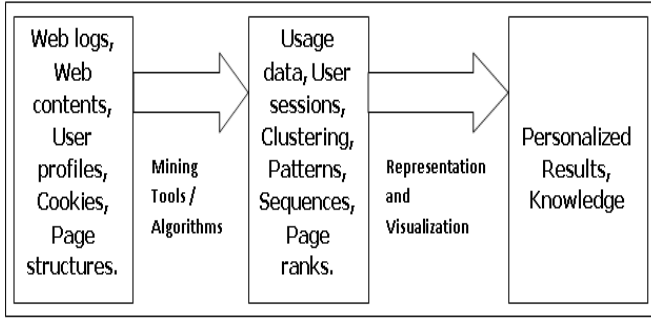 Web logs,
Web
contents,
User
profiles,
Cookies,
Page
structures.
Mining
Tools /
Algorithms
Usage
data, User
sessions,
Clustering,
Patterns,
Sequences,
Page
ranks.
Representation
and
Visualization
Personalized
Results,
Knowledge